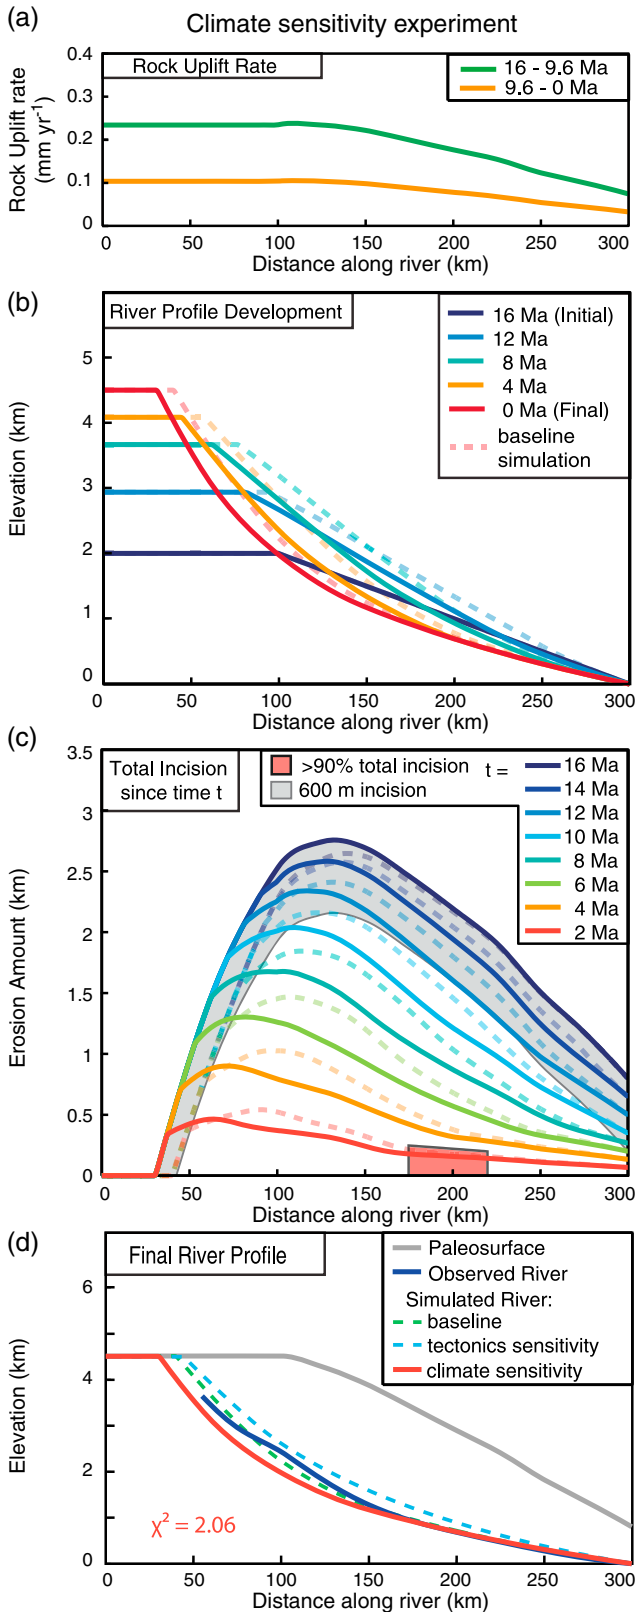 (a)
Climate sensitivity experiment
Rock Uplift Rate
16 - 9.6 Ma
9.6 - 0 Ma
Rock Uplift rate
(mm yr⁻¹)
0.4
0.3
0.2
0.1
0
0 50 100 150 200 250 300
Distance along river (km)
(b)
River Profile Development
16 Ma (Initial)
12 Ma
8 Ma
4 Ma
0 Ma (Final)
baseline
simulation
Elevation (km)
5
4
3
2
1
0
0 50 100 150 200 250 300
Distance along river (km)
(c)
Total Incision
since time t
>90% total incision
600 m incision
t =
16 Ma
14 Ma
12 Ma
10 Ma
8 Ma
6 Ma
4 Ma
2 Ma
Erosion Amount (km)
3.5
3
2.5
2
1.5
1
0.5
0
0 50 100 150 200 250 300
Distance along river (km)
(d)
Final River Profile
Paleosurface
Observed River
Simulated River:
baseline
tectonics sensitivity
climate sensitivity
Elevation (km)
6
4
2
0
χ² = 2.06
0 50 100 150 200 250 300
Distance along river (km)